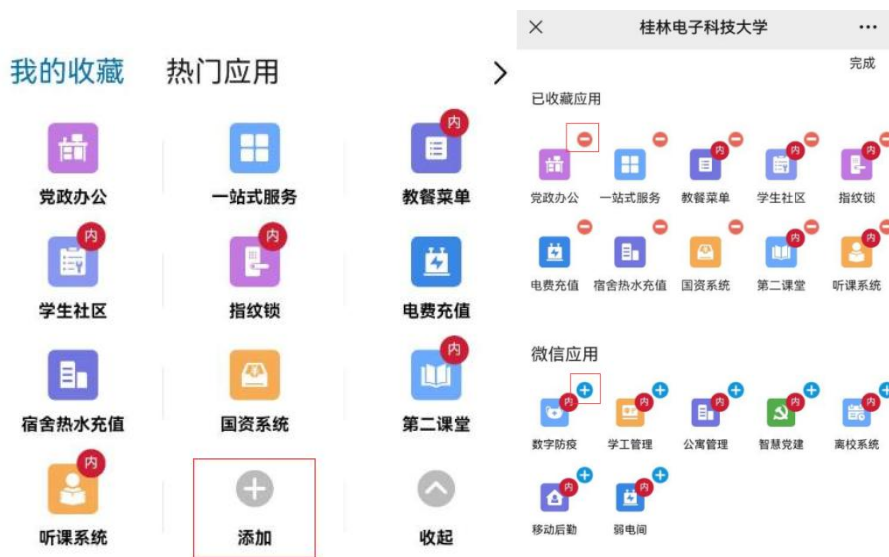 我的收藏 热门应用
内
党政办公 一站式服务 教餐菜单
内 内
学生社区 指纹锁 电费充值
内
宿舍热水充值 国资系统 第二课堂
内
听课系统 添加 收起
桂林电子科技大学
完成
已收藏应用
内 内 内
党政办公 一站式服务 教餐菜单 学生社区 指纹锁
内 内
电费充值 宿舍热水充值 国资系统 第二课堂 听课系统
微信应用
内 内 内 内 内
数字防疫 学工管理 公寓管理 智慧党建 离校系统
内 内
移动后勤 弱电间